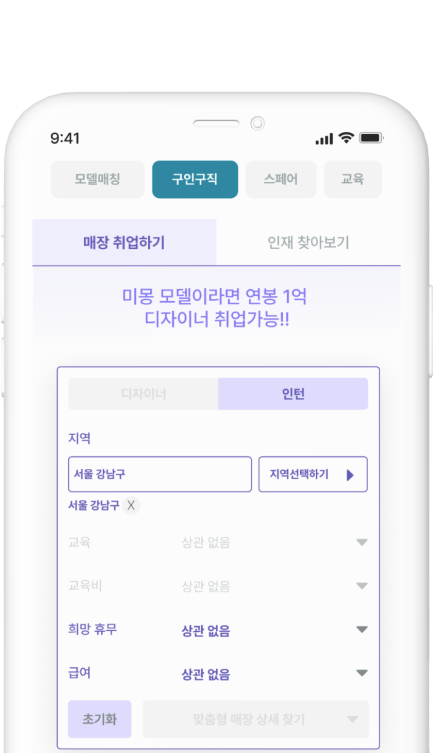 9:41
모델매칭 구인구직 스페어 교육
매장 취업하기 인재 찾아보기
미몽 모델이라면 연봉 1억
디자이너 취업가능!!
디자이너 인턴
지역
서울 강남구 지역선택하기
서울 강남구 X
교육 상관 없음
교육비 상관 없음
희망 휴무 상관 없음
급여 상관 없음
초기화 맞춤형 매장 상세 찾기